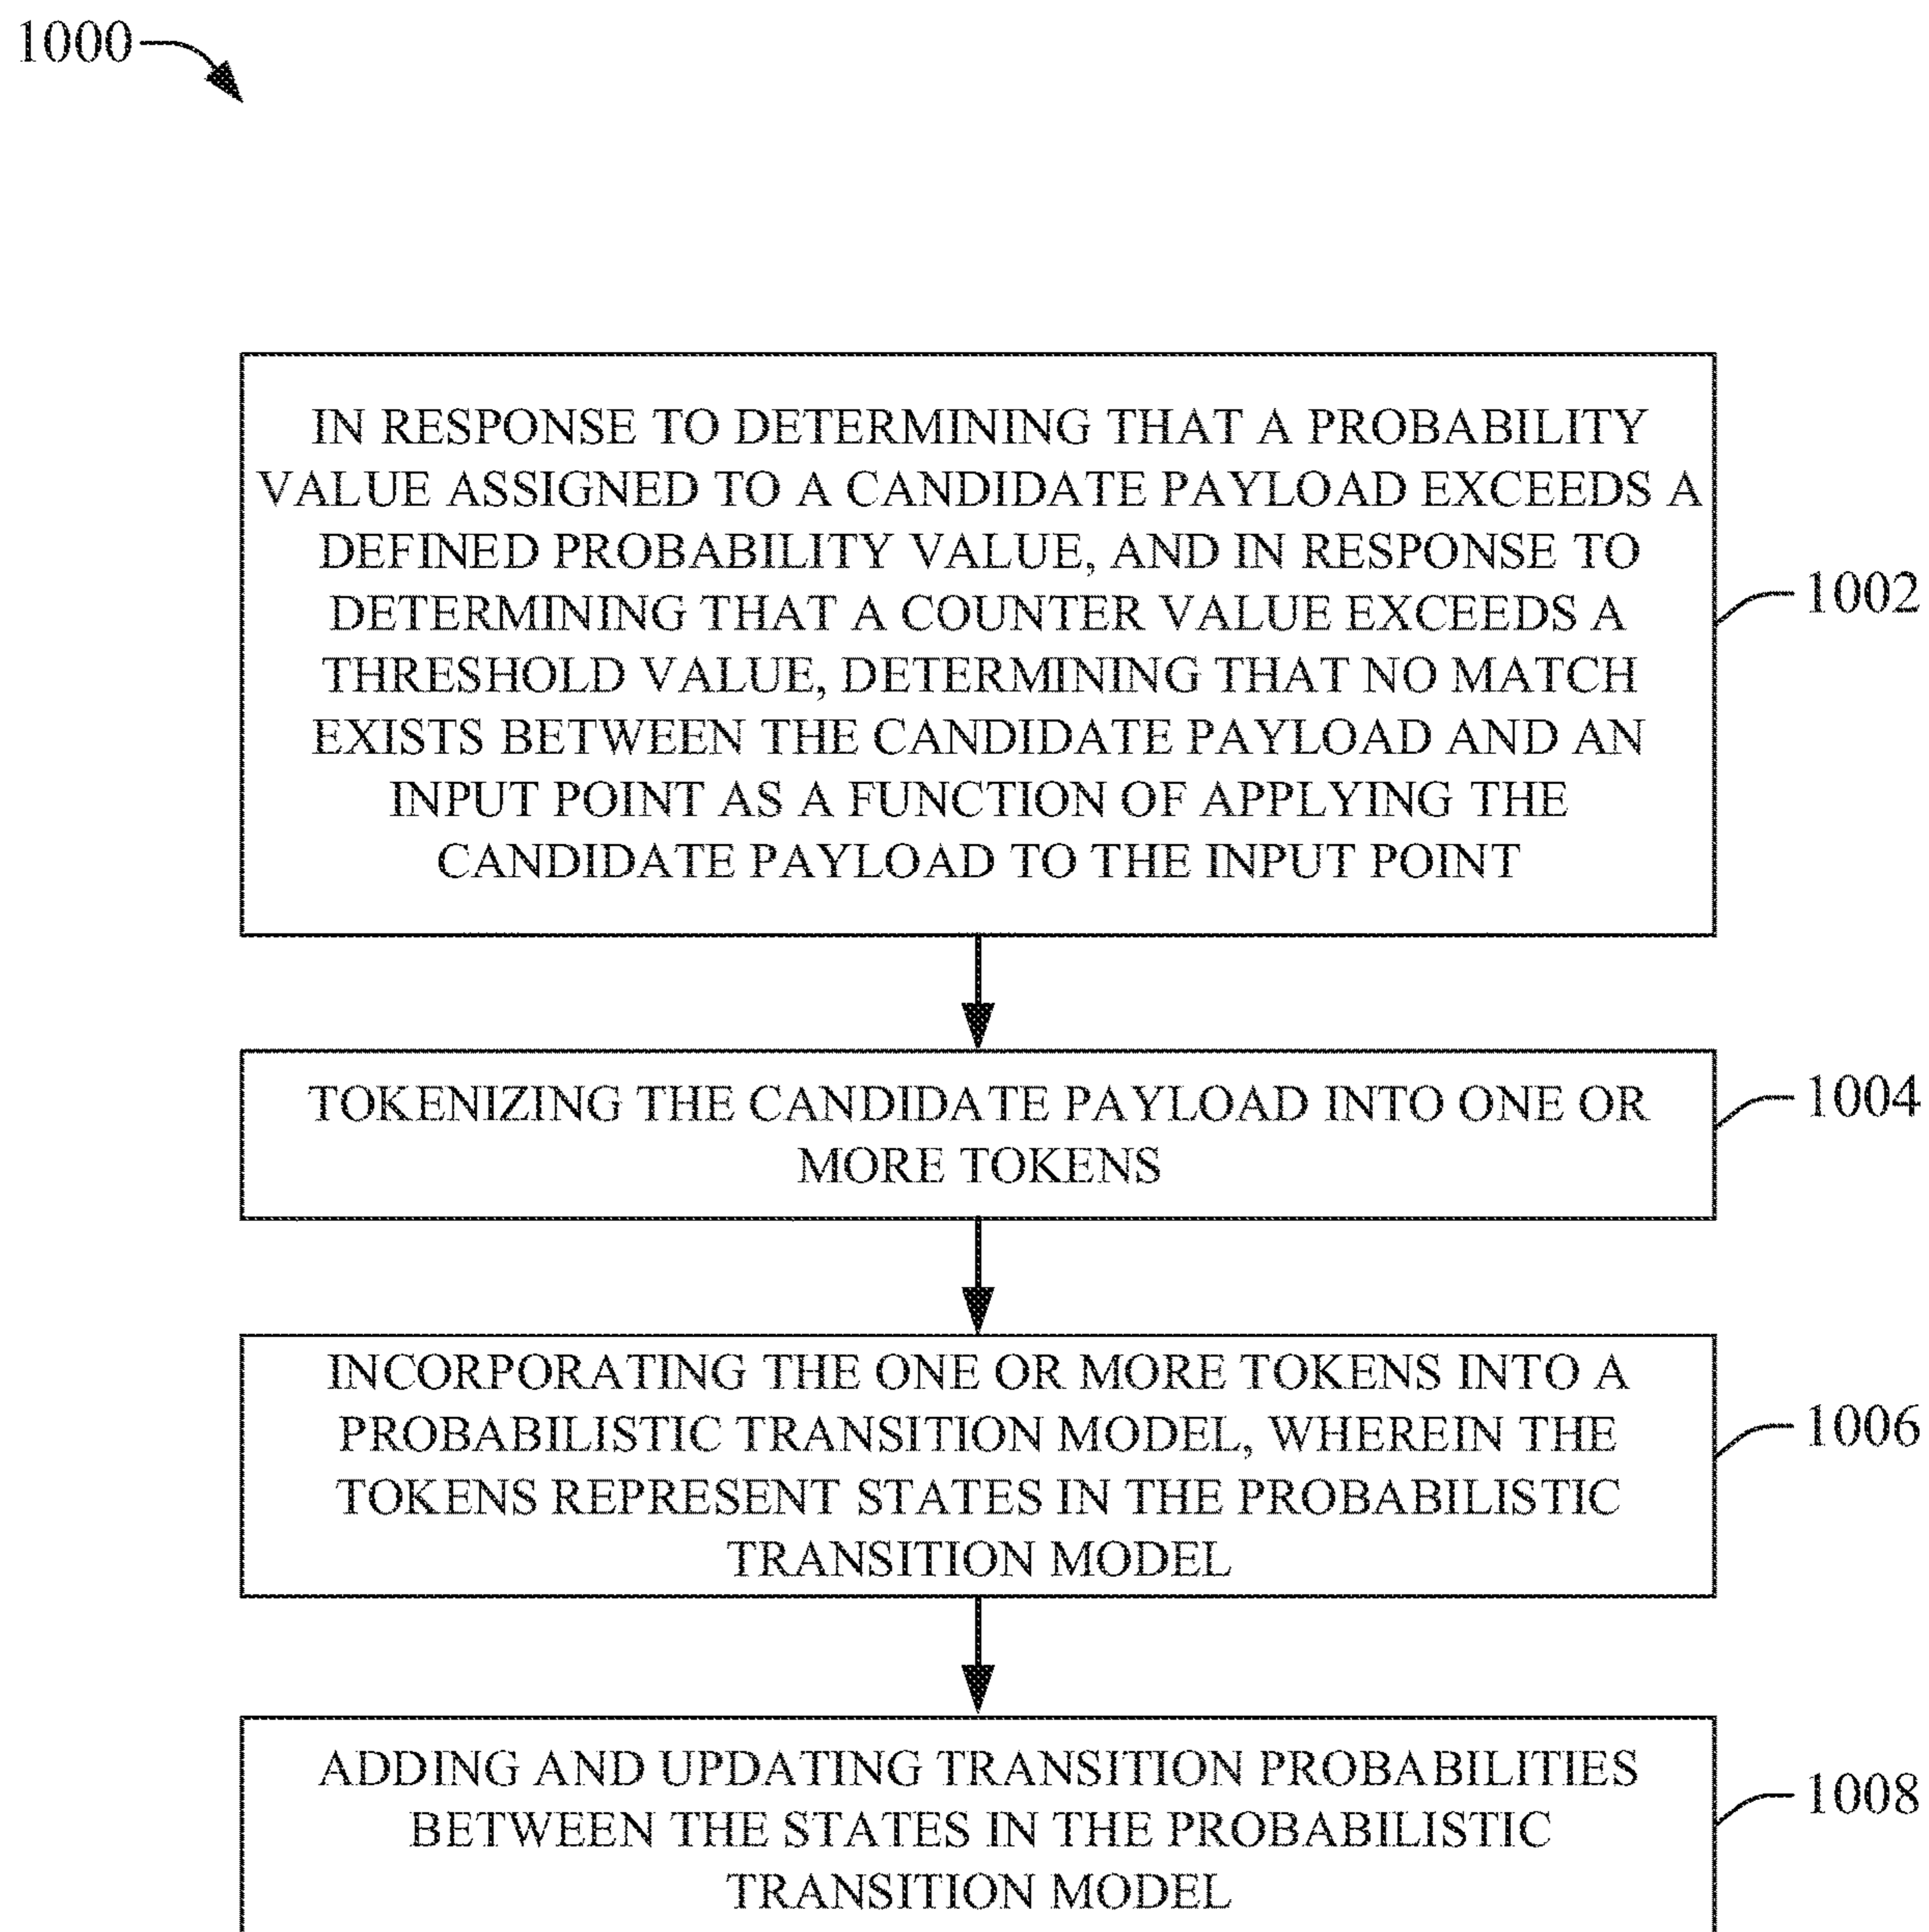 1000
IN RESPONSE TO DETERMINING THAT A PROBABILITY
VALUE ASSIGNED TO A CANDIDATE PAYLOAD EXCEEDS A
DEFINED PROBABILITY VALUE, AND IN RESPONSE TO
DETERMINING THAT A COUNTER VALUE EXCEEDS A
THRESHOLD VALUE, DETERMINING THAT NO MATCH
EXISTS BETWEEN THE CANDIDATE PAYLOAD AND AN
INPUT POINT AS A FUNCTION OF APPLYING THE
CANDIDATE PAYLOAD TO THE INPUT POINT
1002
TOKENIZING THE CANDIDATE PAYLOAD INTO ONE OR
MORE TOKENS
1004
INCORPORATING THE ONE OR MORE TOKENS INTO A
PROBABILISTIC TRANSITION MODEL, WHEREIN THE
TOKENS REPRESENT STATES IN THE PROBABILISTIC
TRANSITION MODEL
1006
ADDING AND UPDATING TRANSITION PROBABILITIES
BETWEEN THE STATES IN THE PROBABILISTIC
TRANSITION MODEL
1008